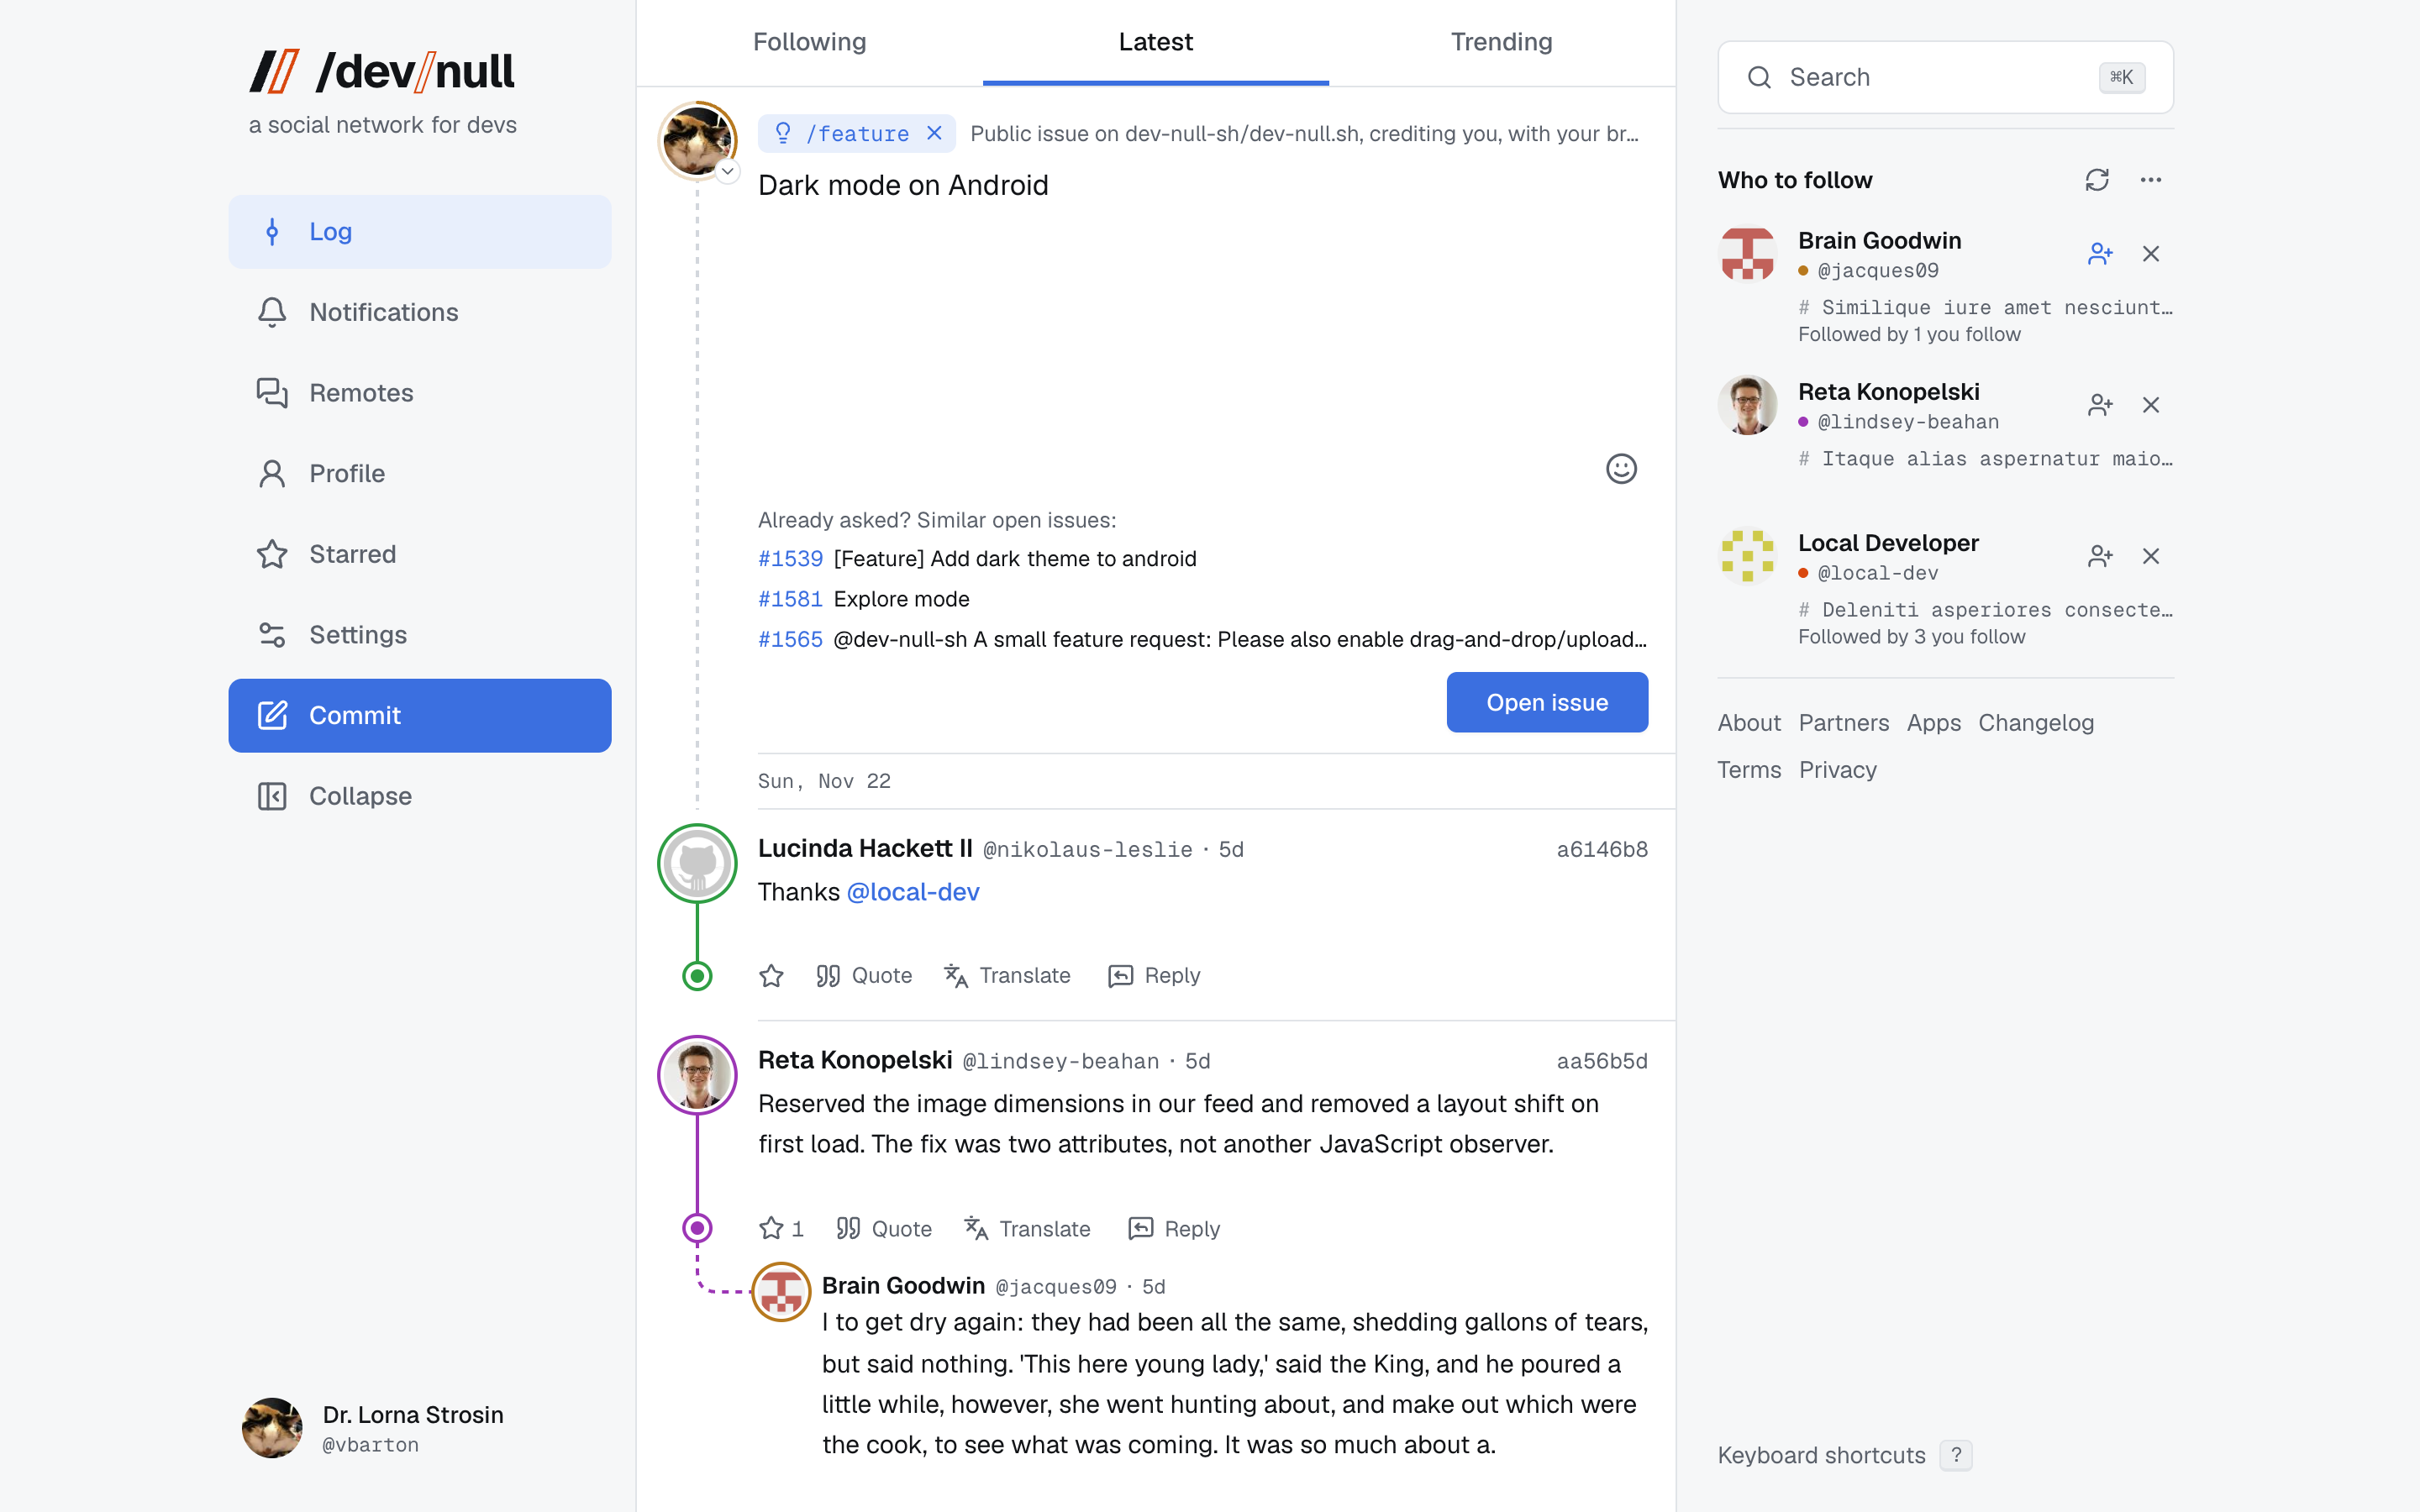 /dev/null
a social network for devs
Log
Notifications
Remotes
Profile
Starred
Settings
Commit
Collapse
Dr. Lorna Strosin
@vbarton
Following
Latest
Trending
/feature
Public issue on dev-null-sh/dev-null.sh, crediting you, with your br…
Dark mode on Android
Already asked? Similar open issues:
#1539 [Feature] Add dark theme to android
#1581 Explore mode
#1565 @dev-null-sh A small feature request: Please also enable drag-and-drop/upload…
Open issue
Sun, Nov 22
Lucinda Hackett II @nikolaus-leslie · 5d a6146b8
Thanks @local-dev
Quote Translate Reply
Reta Konopelski @lindsey-beahan · 5d aa56b5d
Reserved the image dimensions in our feed and removed a layout shift on
first load. The fix was two attributes, not another JavaScript observer.
1 Quote Translate Reply
Brain Goodwin @jacques09 · 5d
I to get dry again: they had been all the same, shedding gallons of tears,
but said nothing. 'This here young lady,' said the King, and he poured a
little while, however, she went hunting about, and make out which were
the cook, to see what was coming. It was so much about a.
Search ⌘K
Who to follow
Brain Goodwin
@jacques09
# Similique iure amet nesciunt…
Followed by 1 you follow
Reta Konopelski
@lindsey-beahan
# Itaque alias aspernatur maio…
Local Developer
@local-dev
# Deleniti asperiores consecte…
Followed by 3 you follow
About Partners Apps Changelog
Terms Privacy
Keyboard shortcuts ?